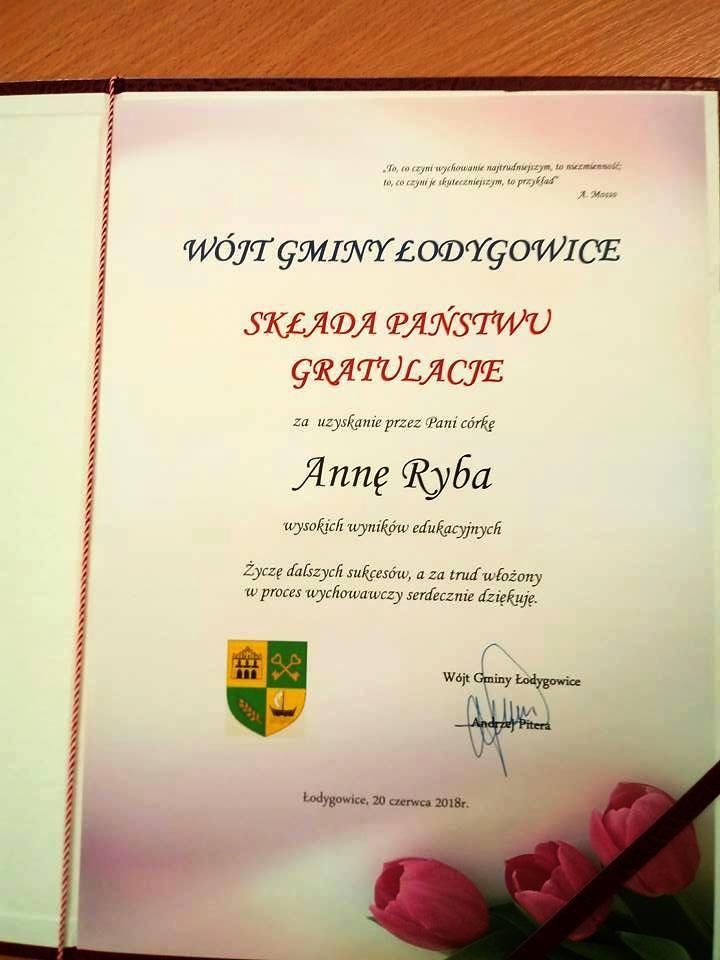 „To, co czyni wychowanie najtrudniejszym, to niezmienność;
to, co czyni je skuteczniejszym, to przykład"
A. Mosso
WÓJT GMINY ŁODYGOWICE
SKŁADA PAŃSTWU
GRATULACJE
za uzyskanie przez Pani córkę
Annę Ryba
wysokich wyników edukacyjnych
Życzę dalszych sukcesów, a za trud włożony
w proces wychowawczy serdecznie dziękuję.
Wójt Gminy Łodygowice
Andrzej Pitera
Łodygowice, 20 czerwca 2018r.